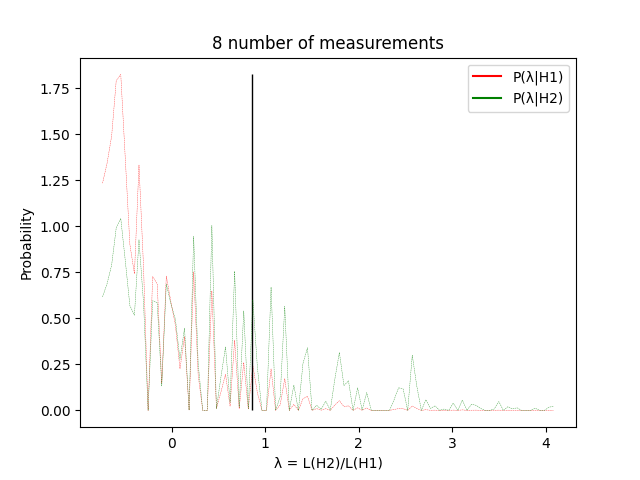 8 number of measurements
P(λ|H1)
P(λ|H2)
Probability
1.75
1.50
1.25
1.00
0.75
0.50
0.25
0.00
0 1 2 3 4
λ = L(H2)/L(H1)